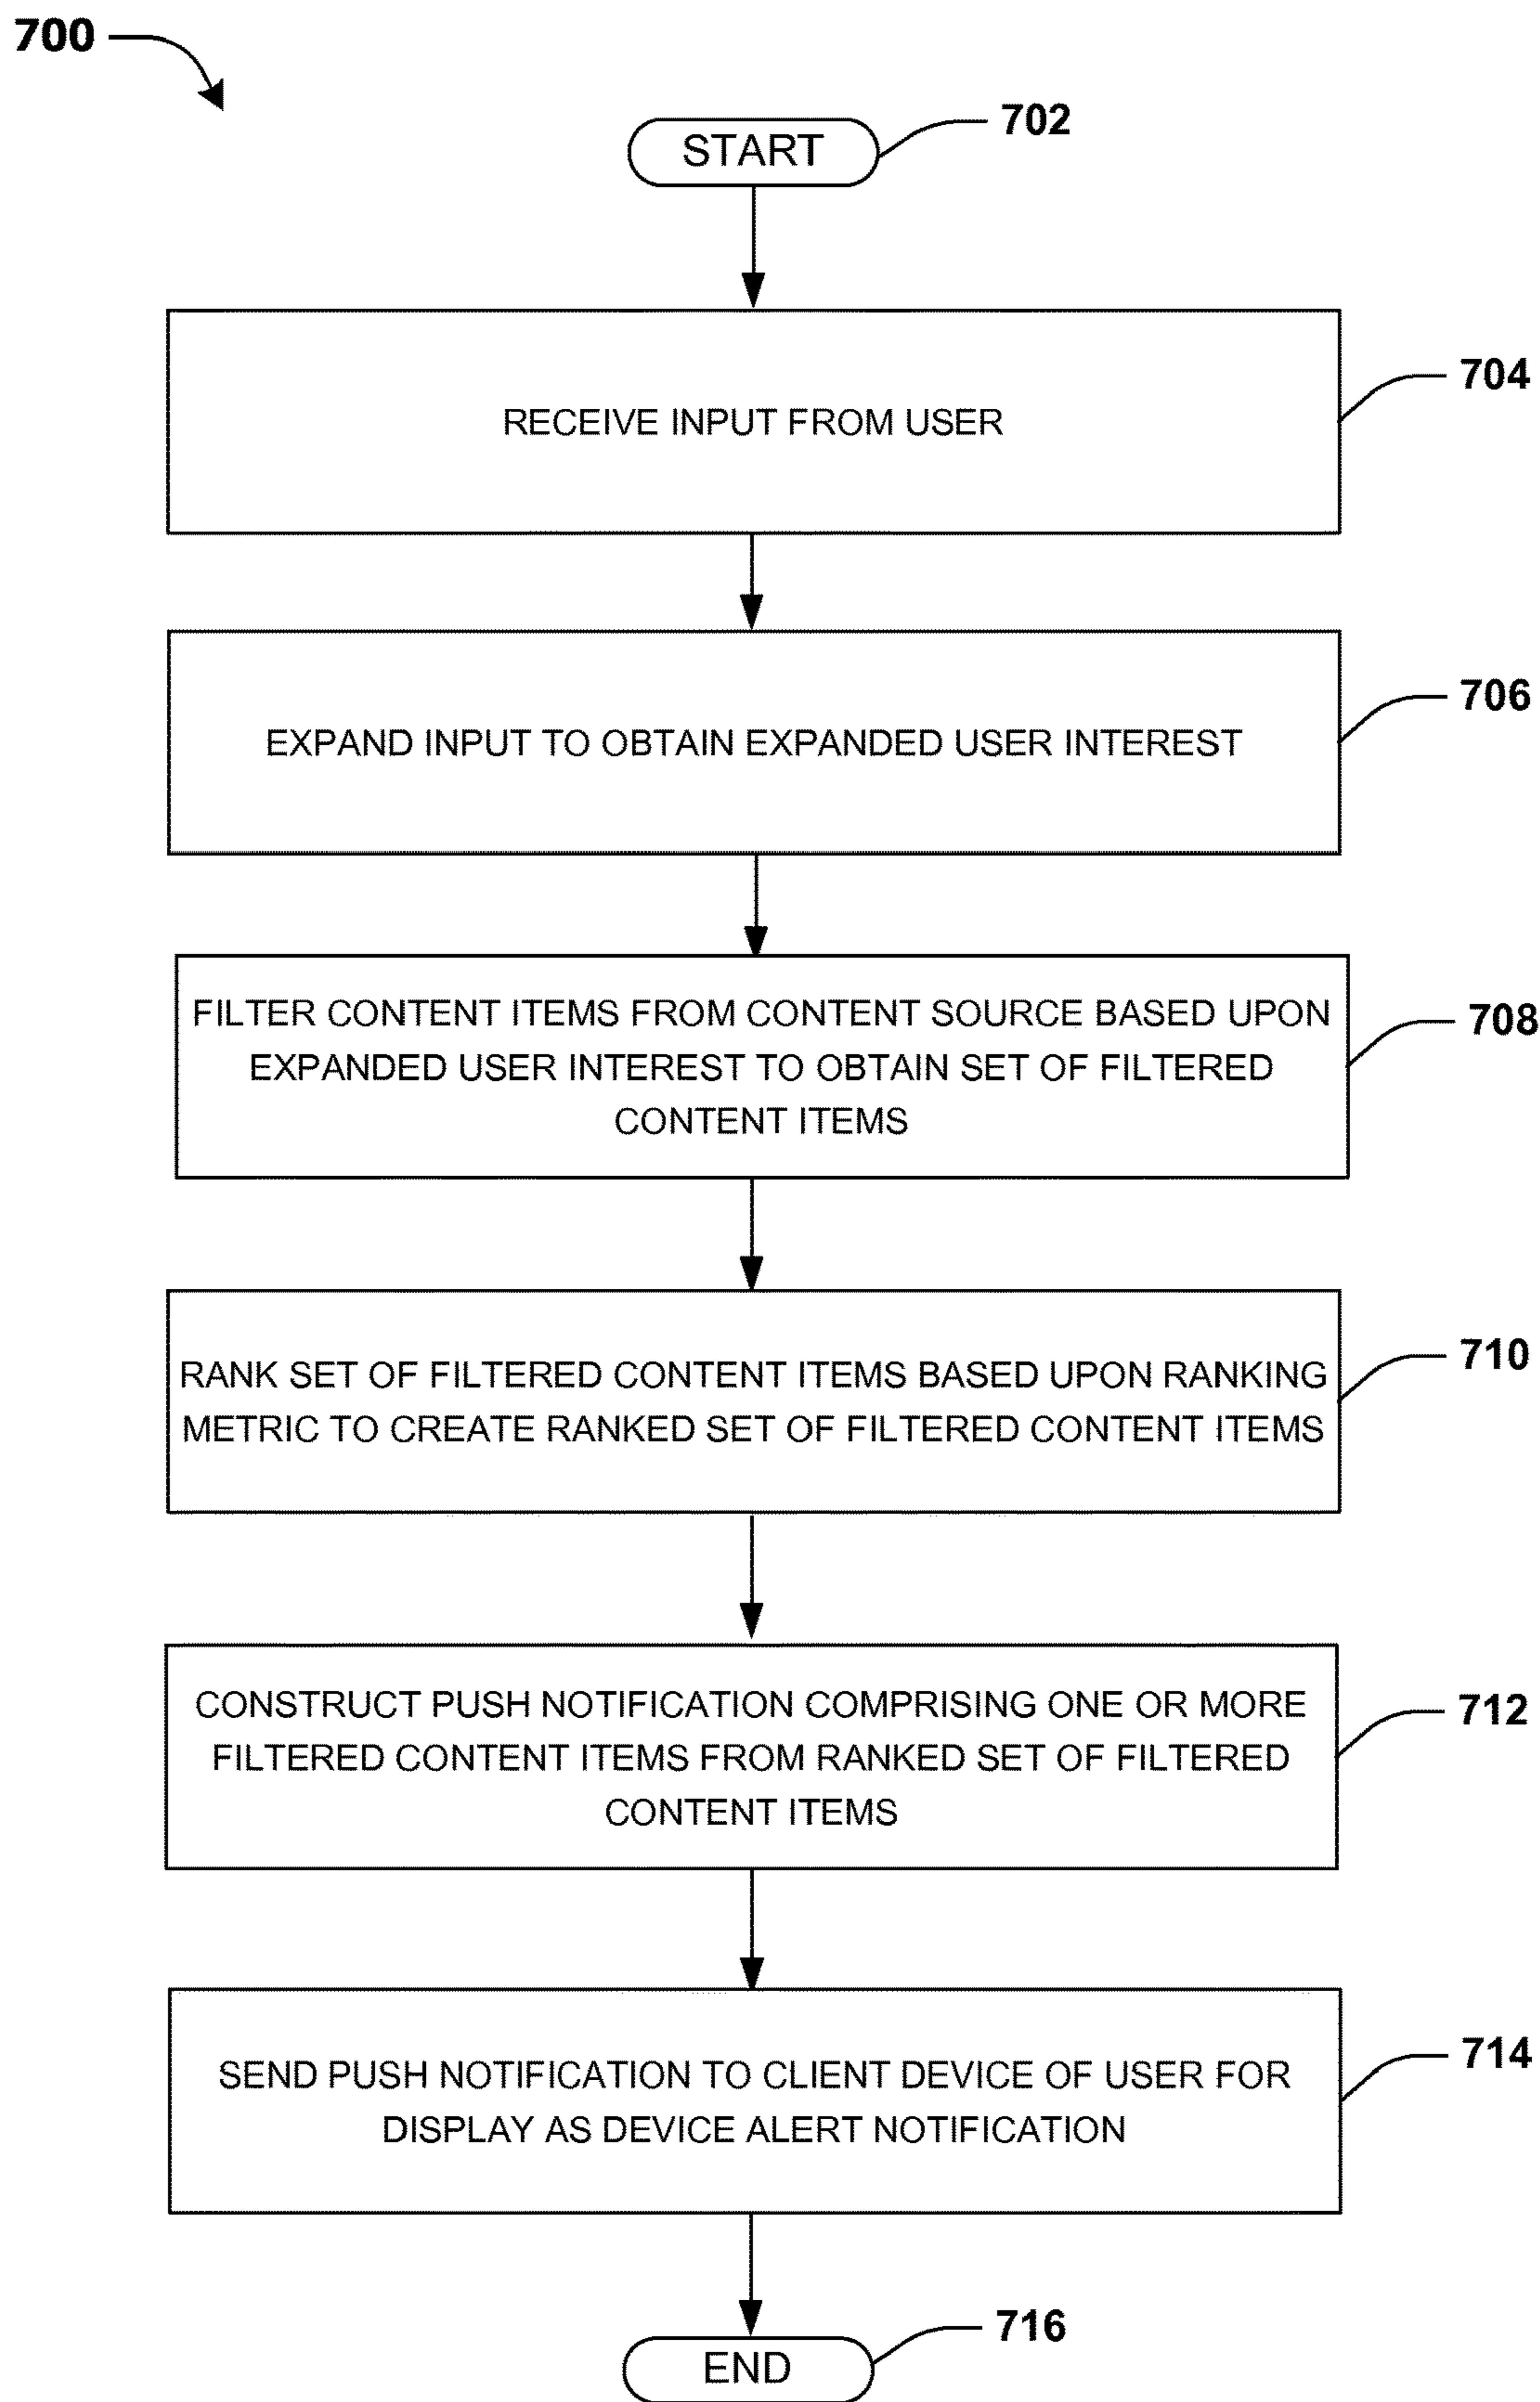 700
START
702
RECEIVE INPUT FROM USER
704
EXPAND INPUT TO OBTAIN EXPANDED USER INTEREST
706
FILTER CONTENT ITEMS FROM CONTENT SOURCE BASED UPON
EXPANDED USER INTEREST TO OBTAIN SET OF FILTERED
CONTENT ITEMS
708
RANK SET OF FILTERED CONTENT ITEMS BASED UPON RANKING
METRIC TO CREATE RANKED SET OF FILTERED CONTENT ITEMS
710
CONSTRUCT PUSH NOTIFICATION COMPRISING ONE OR MORE
FILTERED CONTENT ITEMS FROM RANKED SET OF FILTERED
CONTENT ITEMS
712
SEND PUSH NOTIFICATION TO CLIENT DEVICE OF USER FOR
DISPLAY AS DEVICE ALERT NOTIFICATION
714
END
716